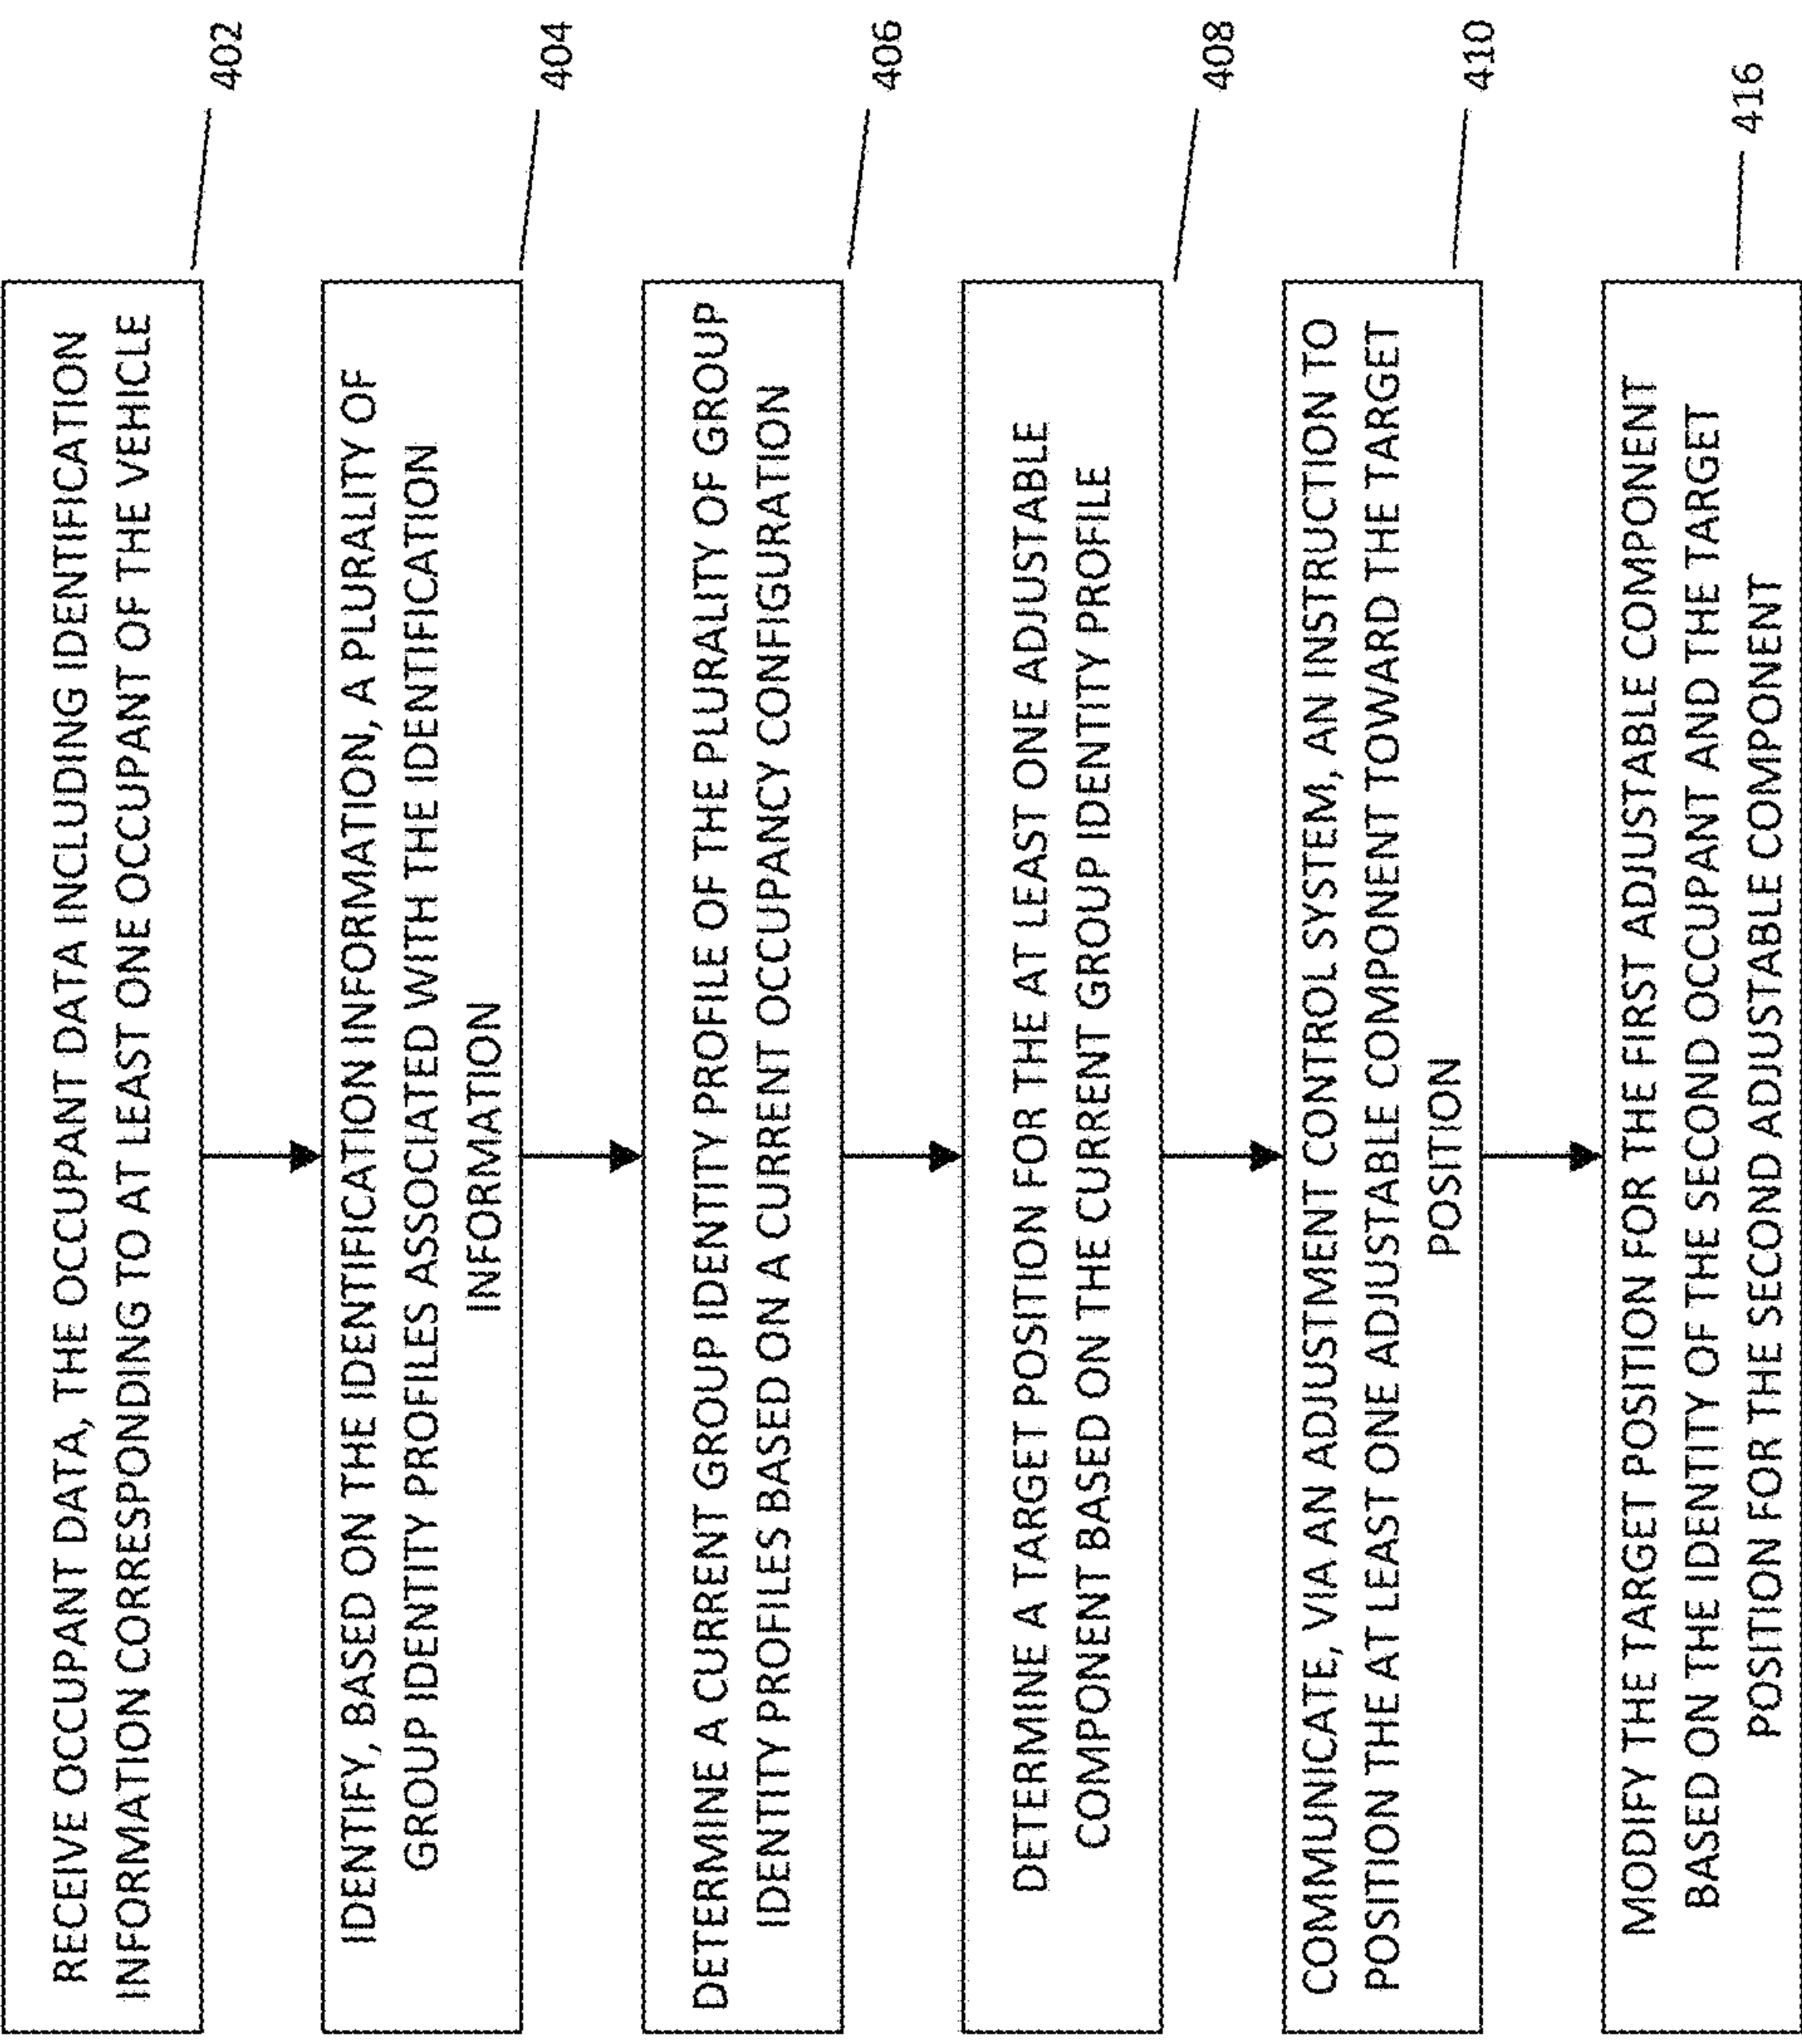 RECEIVE OCCUPANT DATA, THE OCCUPANT DATA INCLUDING IDENTIFICATION
INFORMATION CORRESPONDING TO AT LEAST ONE OCCUPANT OF THE VEHICLE
402
IDENTIFY, BASED ON THE IDENTIFICATION INFORMATION, A PLURALITY OF
GROUP IDENTITY PROFILES ASSOCIATED WITH THE IDENTIFICATION
INFORMATION
404
DETERMINE A CURRENT GROUP IDENTITY PROFILE OF THE PLURALITY OF GROUP
IDENTITY PROFILES BASED ON A CURRENT OCCUPANCY CONFIGURATION
406
DETERMINE A TARGET POSITION FOR THE AT LEAST ONE ADJUSTABLE
COMPONENT BASED ON THE CURRENT GROUP IDENTITY PROFILE
408
COMMUNICATE, VIA AN ADJUSTMENT CONTROL SYSTEM, AN INSTRUCTION TO
POSITION THE AT LEAST ONE ADJUSTABLE COMPONENT TOWARD THE TARGET
POSITION
410
MODIFY THE TARGET POSITION FOR THE FIRST ADJUSTABLE COMPONENT
BASED ON THE IDENTITY OF THE SECOND OCCUPANT AND THE TARGET
POSITION FOR THE SECOND ADJUSTABLE COMPONENT
416